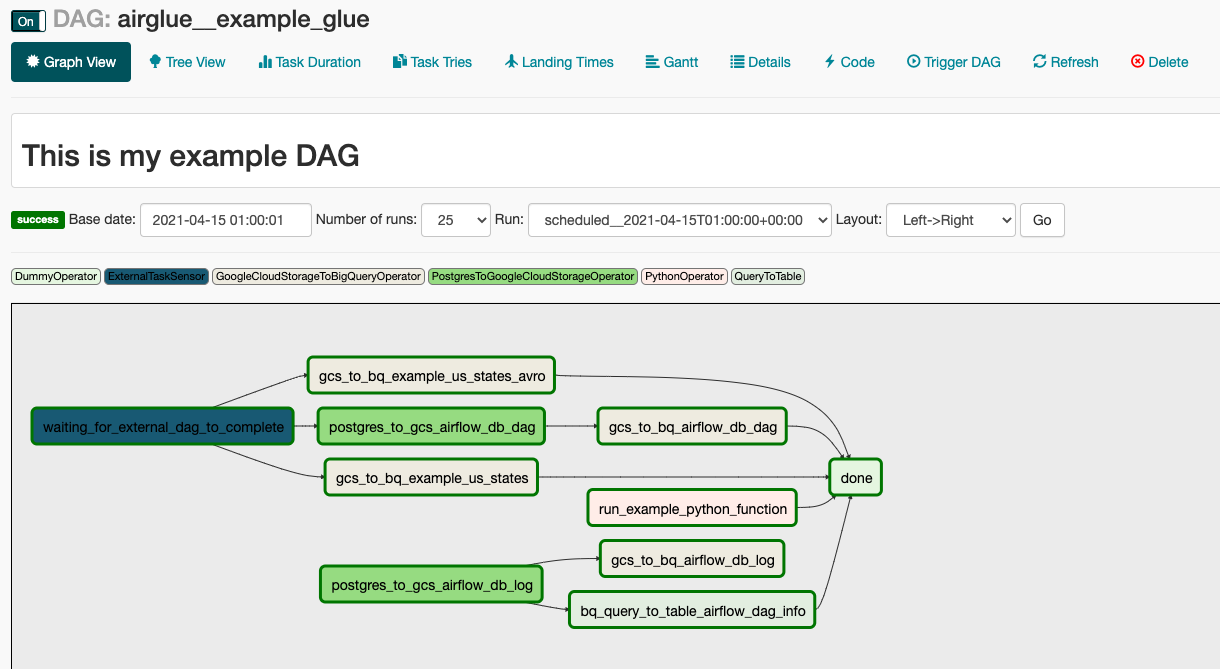 On DAG: airglue__example_glue
Graph View Tree View Task Duration Task Tries Landing Times Gantt Details Code Trigger DAG Refresh Delete
This is my example DAG
success Base date: 2021-04-15 01:00:01 Number of runs: 25 Run: scheduled__2021-04-15T01:00:00+00:00 Layout: Left->Right Go
DummyOperator ExternalTaskSensor GoogleCloudStorageToBigQueryOperator PostgresToGoogleCloudStorageOperator PythonOperator QueryToTable
gcs_to_bq_example_us_states_avro
waiting_for_external_dag_to_complete postgres_to_gcs_airflow_db_dag gcs_to_bq_airflow_db_dag
gcs_to_bq_example_us_states done
run_example_python_function
gcs_to_bq_airflow_db_log
postgres_to_gcs_airflow_db_log
bq_query_to_table_airflow_dag_info